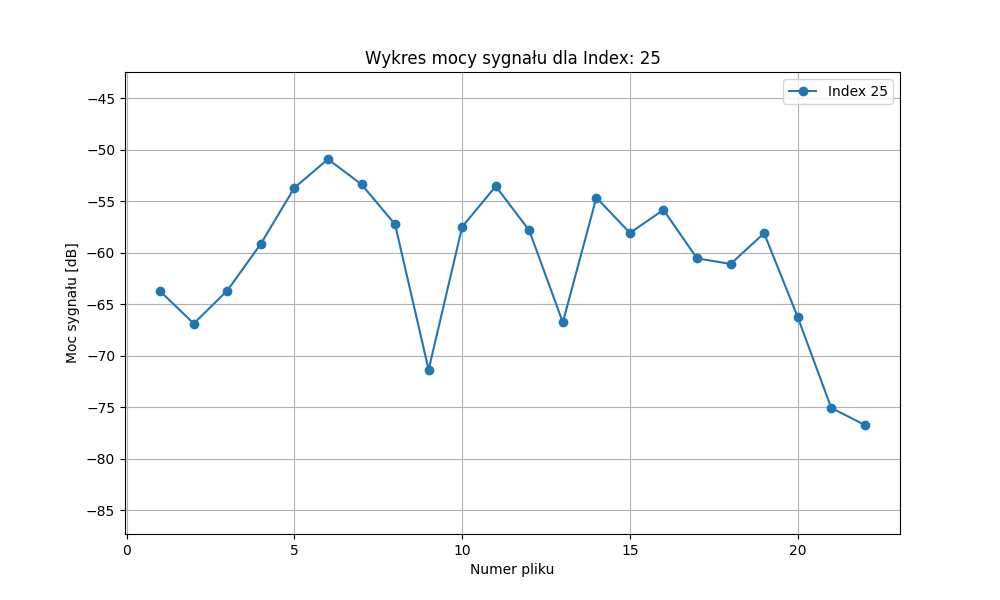 Wykres mocy sygnału dla Index: 25
Index 25
Moc sygnału [dB]
−45
−50
−55
−60
−65
−70
−75
−80
−85
0 5 10 15 20
Numer pliku